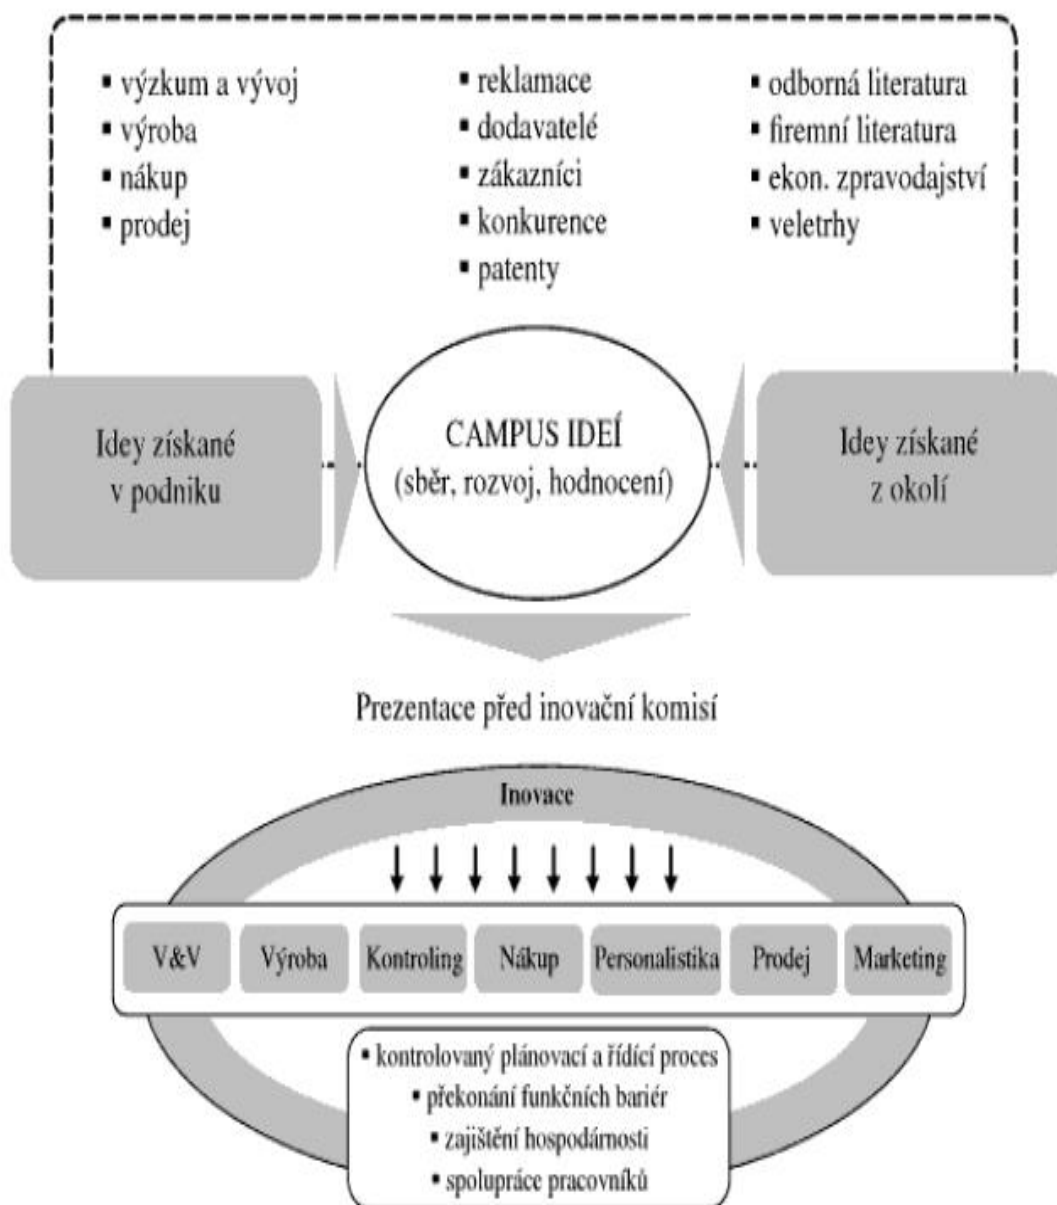 ▪ výzkum a vývoj
▪ výroba
▪ nákup
▪ prodej
▪ reklamace
▪ dodavatelé
▪ zákazníci
▪ konkurence
▪ patenty
▪ odborná literatura
▪ firemní literatura
▪ ekon. zpravodajství
▪ veletrhy
Idey získané
v podniku
CAMPUS IDEÍ
(sběr, rozvoj, hodnocení)
Idey získané
z okolí
Prezentace před inovační komisí
Inovace
V&V
Výroba
Kontroling
Nákup
Personalistika
Prodej
Marketing
▪ kontrolovaný plánovací a řídící proces
▪ překonání funkčních bariér
▪ zajištění hospodárnosti
▪ spolupráce pracovníků